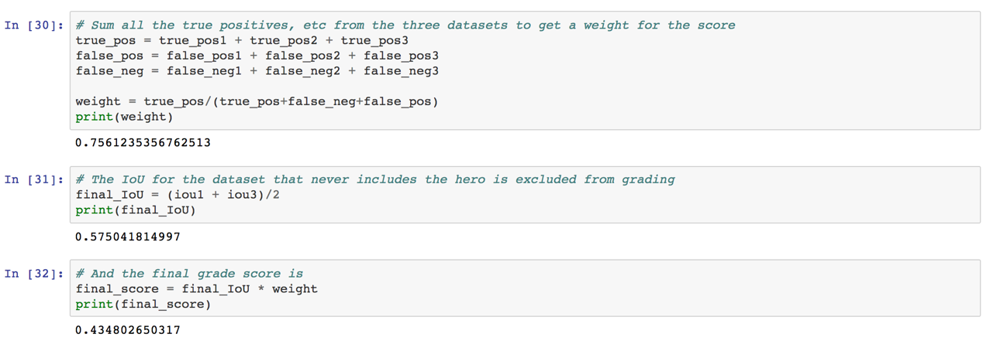 In [30]: # Sum all the true positives, etc from the three datasets to get a weight for the score
true_pos = true_pos1 + true_pos2 + true_pos3
false_pos = false_pos1 + false_pos2 + false_pos3
false_neg = false_neg1 + false_neg2 + false_neg3
weight = true_pos/(true_pos+false_neg+false_pos)
print(weight)
0.7561235356762513
In [31]: # The IoU for the dataset that never includes the hero is excluded from grading
final_IoU = (iou1 + iou3)/2
print(final_IoU)
0.575041814997
In [32]: # And the final grade score is
final_score = final_IoU * weight
print(final_score)
0.434802650317